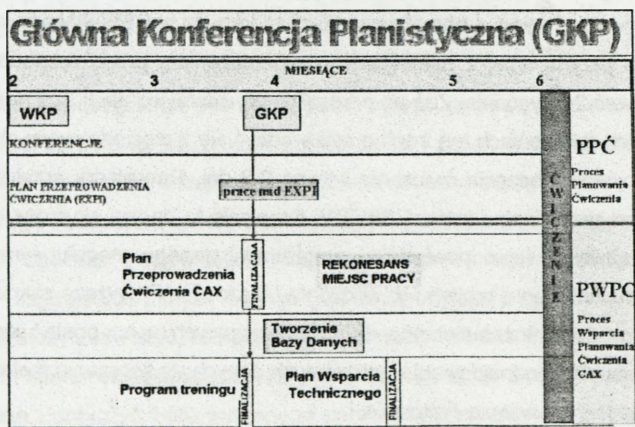 Główna Konferencja Planistyczna (GKP)
MIESIĄCE
2 3 4 5 6
WKP GKP
KONFERENCJE
PLAN PRZEPROWADZENIA
ĆWICZENIA (EXPI)
prace nad EXPI
Plan
Przeprowadzenia
Ćwiczenia CAX
FINALIZACJA
REKONESANS
MIEJSC PRACY
Tworzenie
Bazy Danych
Program treningu
FINALIZACJA
Plan Wsparcia
Technicznego
FINALIZACJA
ĆWICZENIE
PPĆ
Proces
Planowania
Ćwiczenia
PWPĆ
Proces
Wsparcia
Planowania
Ćwiczenia
CAX